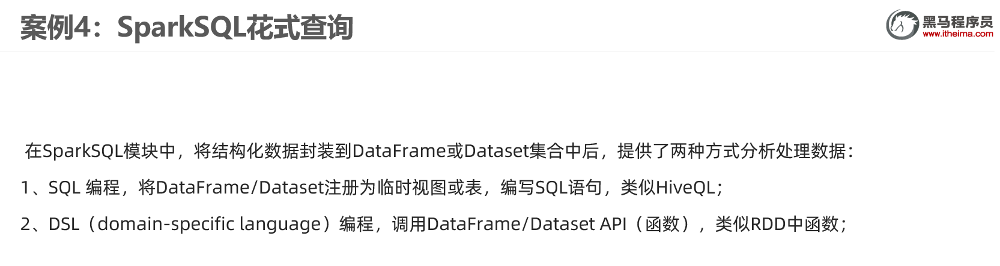 案例4：SparkSQL花式查询
黑马程序员
www.itheima.com
在SparkSQL模块中，将结构化数据封装到DataFrame或Dataset集合中后，提供了两种方式分析处理数据：
1、SQL 编程，将DataFrame/Dataset注册为临时视图或表，编写SQL语句，类似HiveQL；
2、DSL（domain-specific language）编程，调用DataFrame/Dataset API（函数），类似RDD中函数；